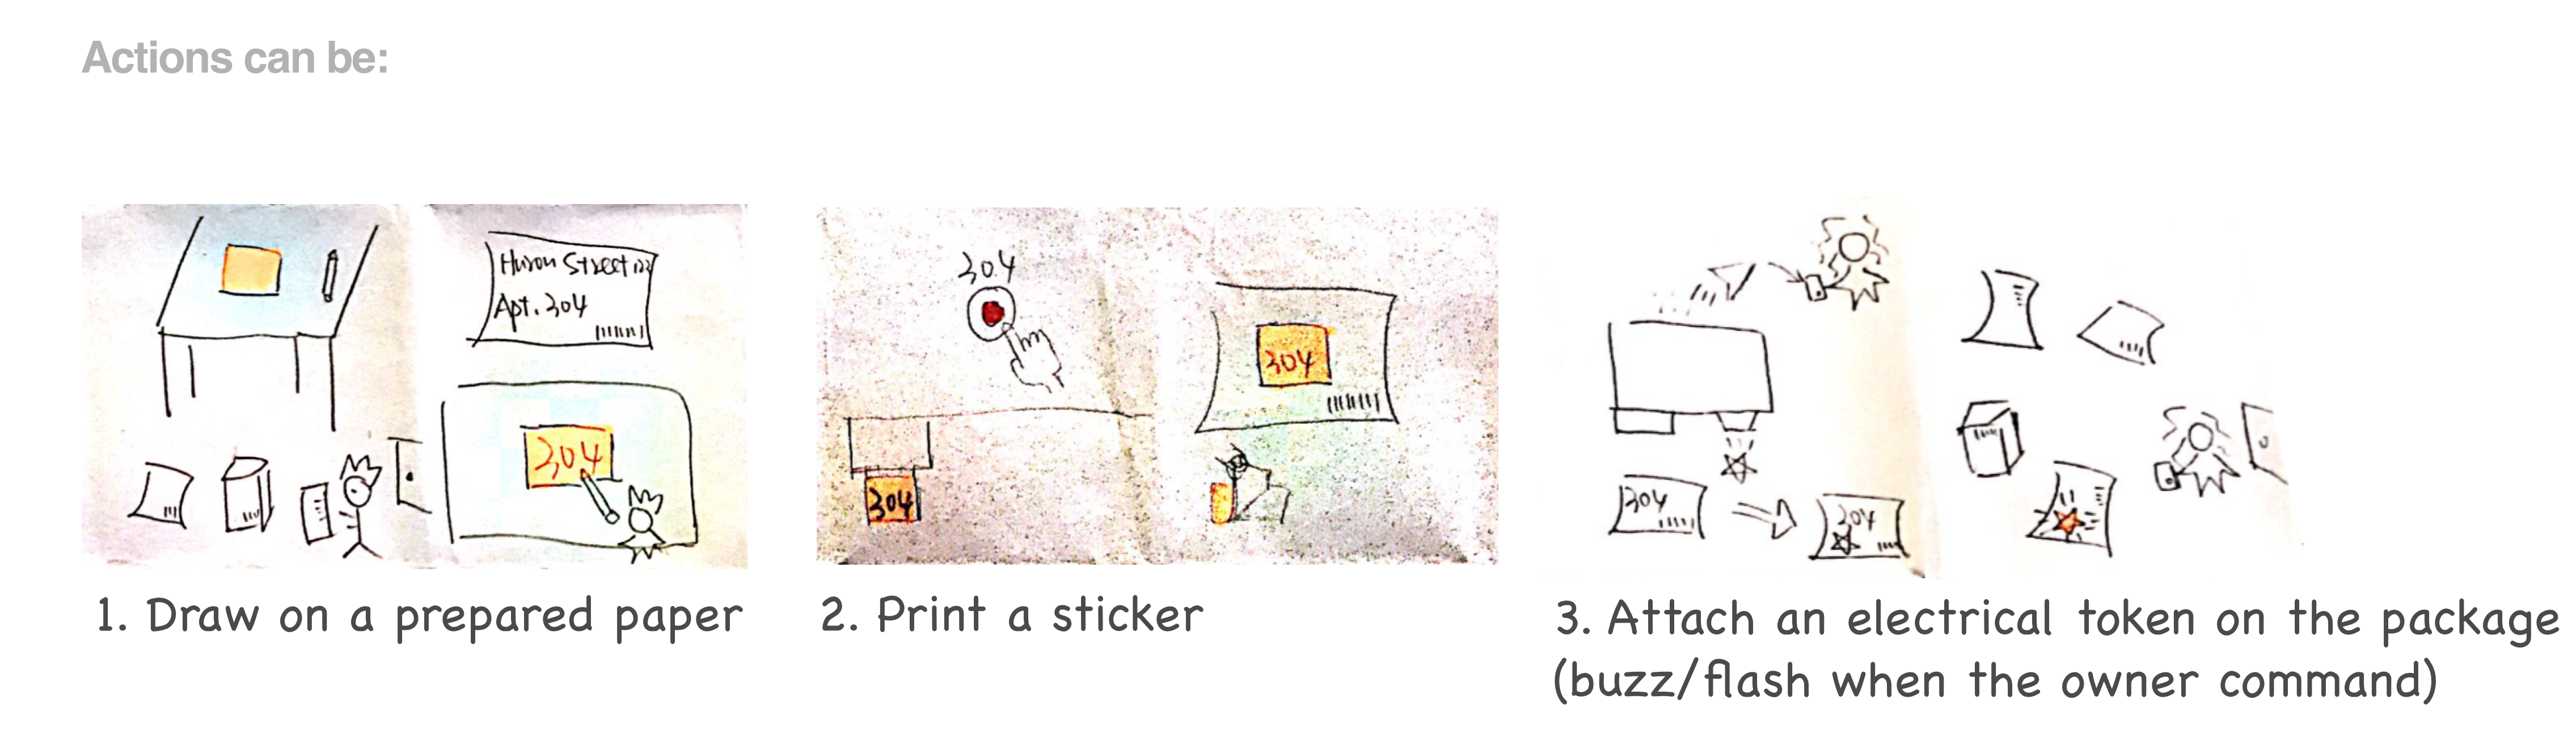 Actions can be:
Huron Street 122
Apt. 304
304
304
304
304
304
304
1. Draw on a prepared paper
2. Print a sticker
3. Attach an electrical token on the package
(buzz/flash when the owner command)